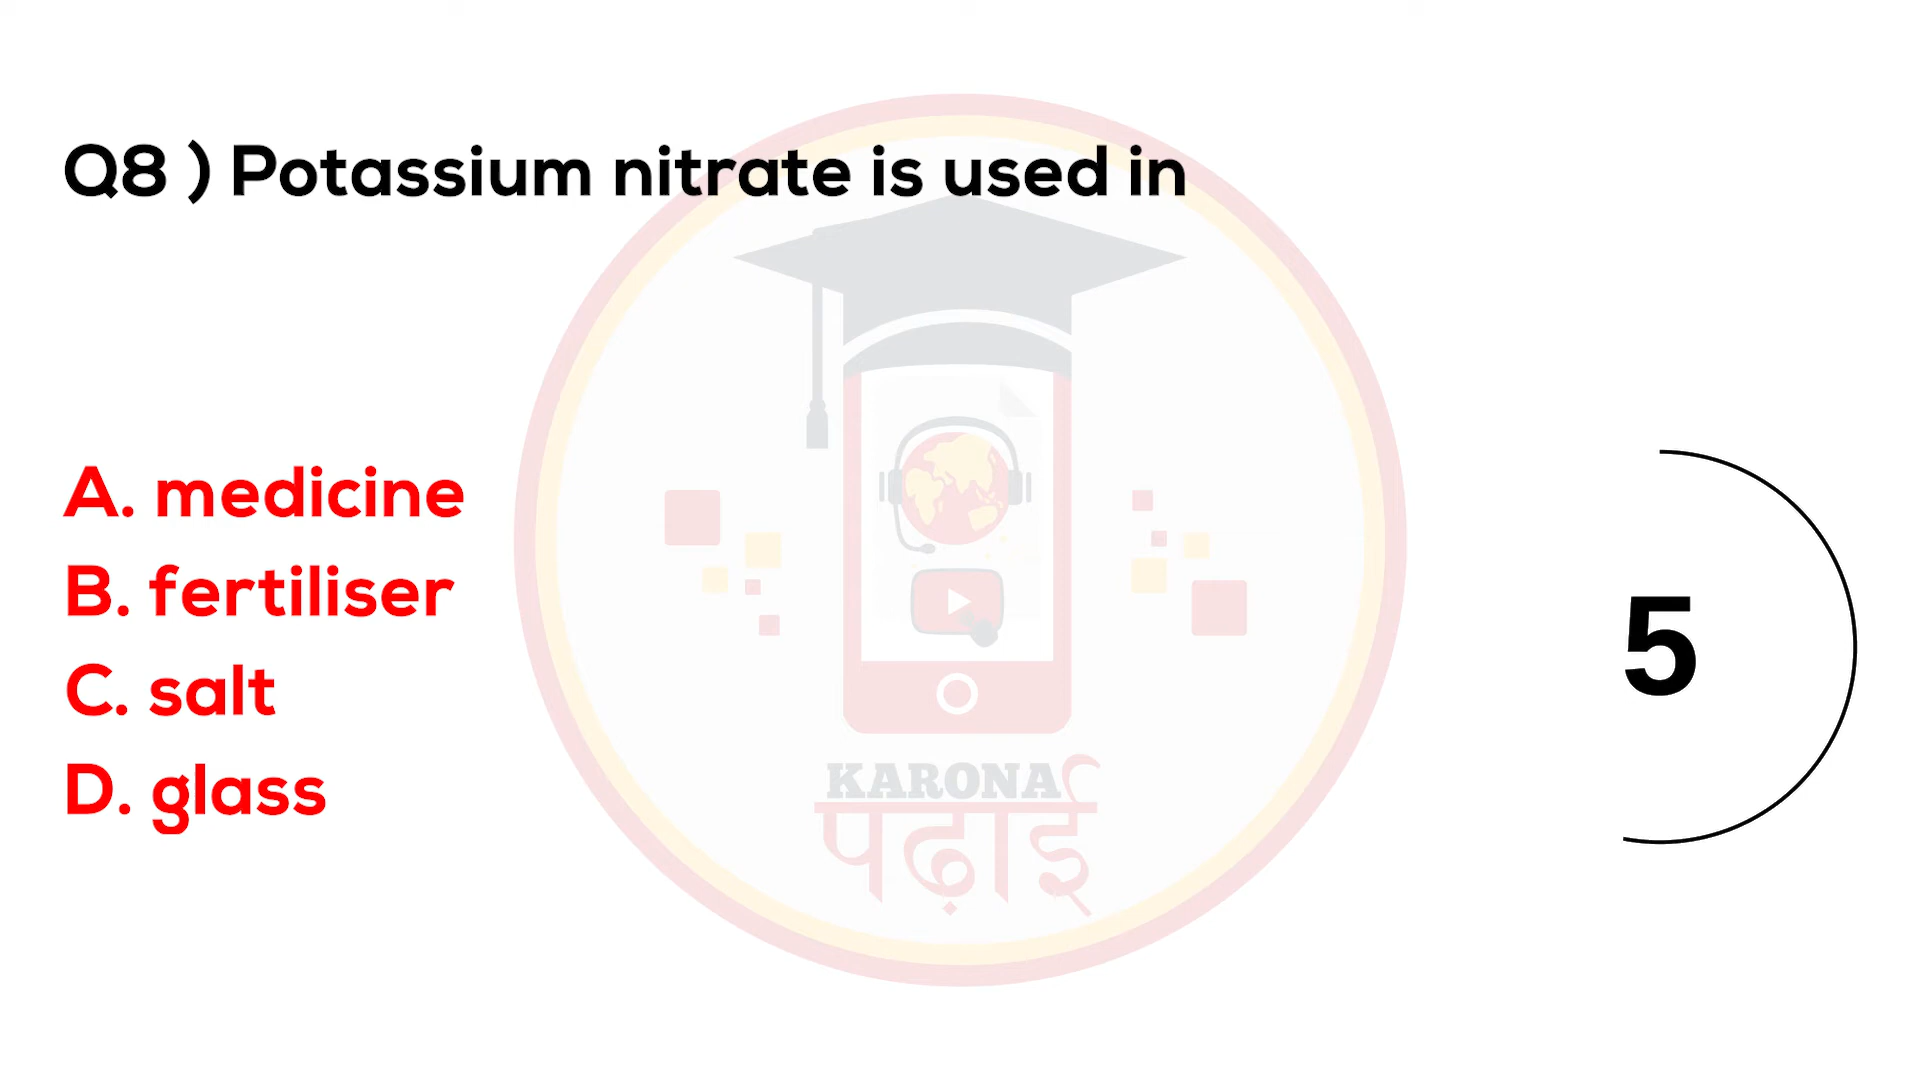 Q8 ) Potassium nitrate is used in
A. medicine
B. fertiliser
C. salt
D. glass
5
KARONA
पढ़ाई